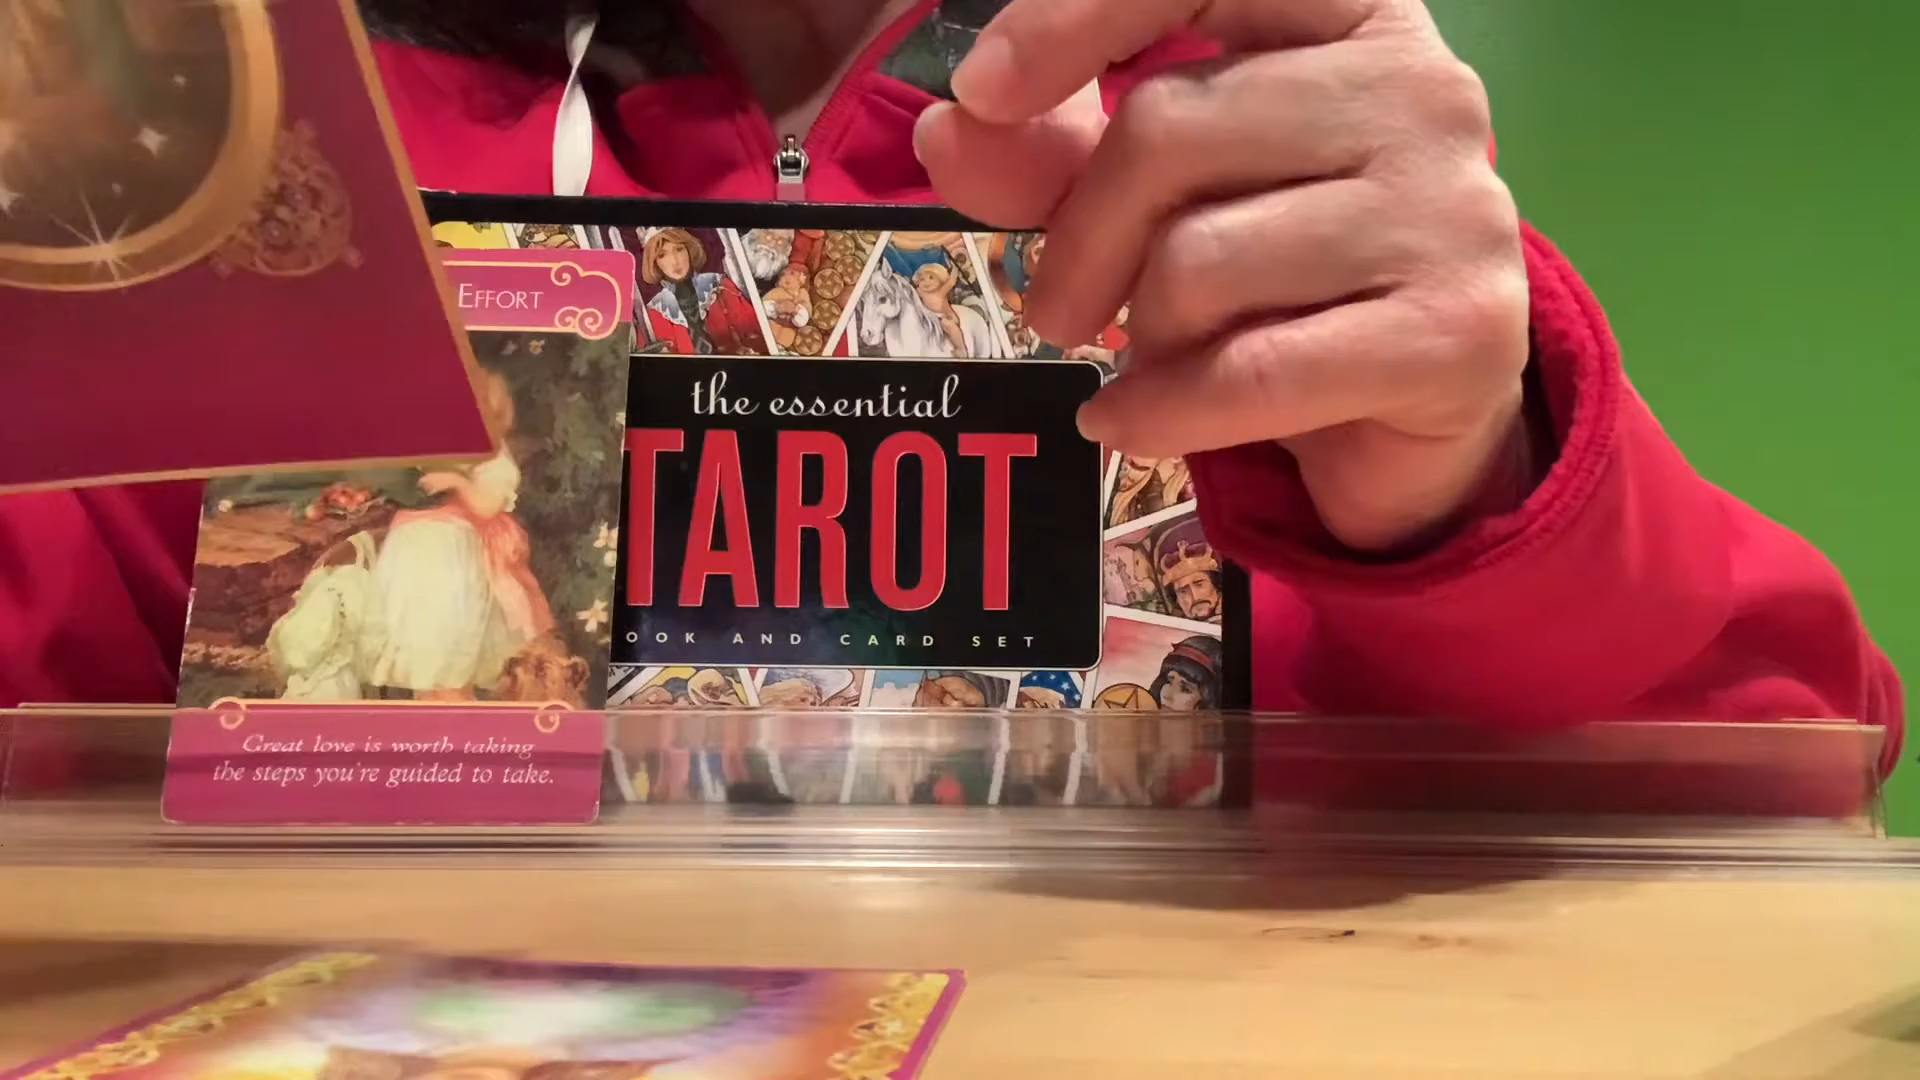 EFFORT
the essential
TAROT
OOK AND CARD SET
Great love is worth taking
the steps you're guided to take.